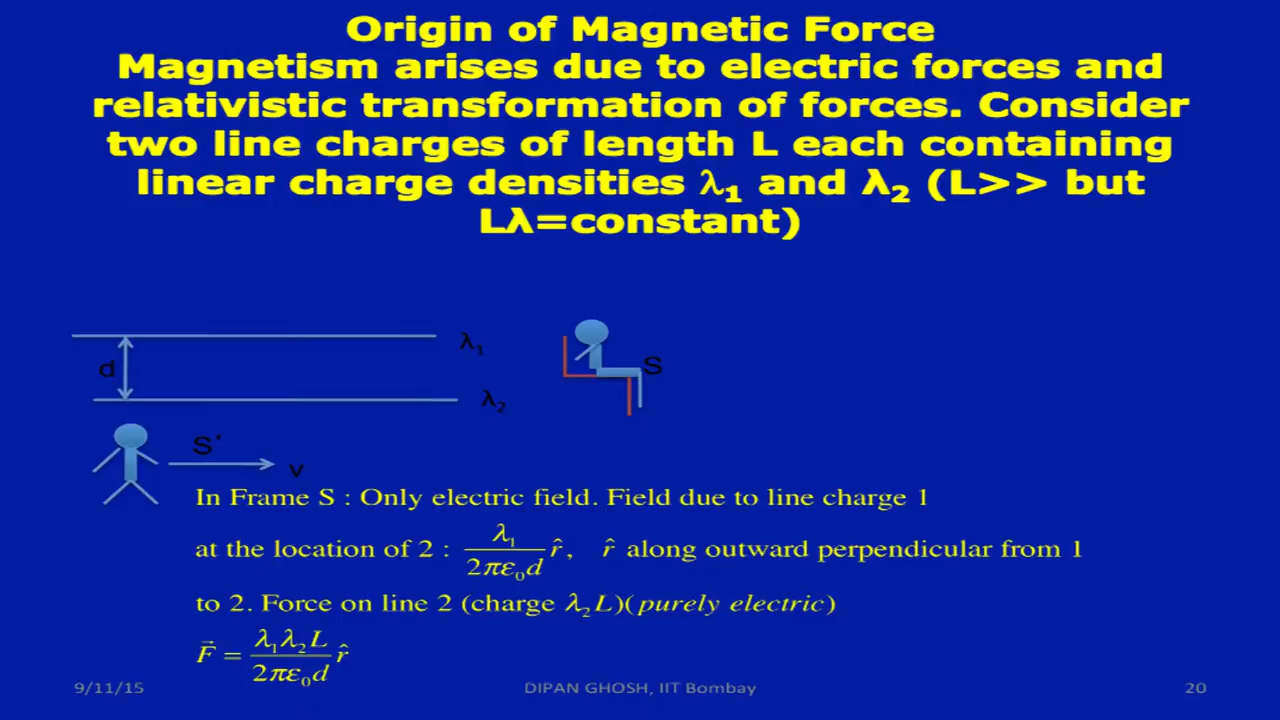 Origin of Magnetic Force
Magnetism arises due to electric forces and
relativistic transformation of forces. Consider
two line charges of length L each containing
linear charge densities λ₁ and λ₂ (L>> but
Lλ=constant)
λ₁
d
S
λ₂
S'
v
In Frame S : Only electric field. Field due to line charge 1
at the location of 2 : λ₁/2πε₀d r̂, r̂ along outward perpendicular from 1
to 2. Force on line 2 (charge λ₂L)(purely electric)
F⃗ = λ₁λ₂L/2πε₀d r̂
9/11/15 DIPAN GHOSH, IIT Bombay 20